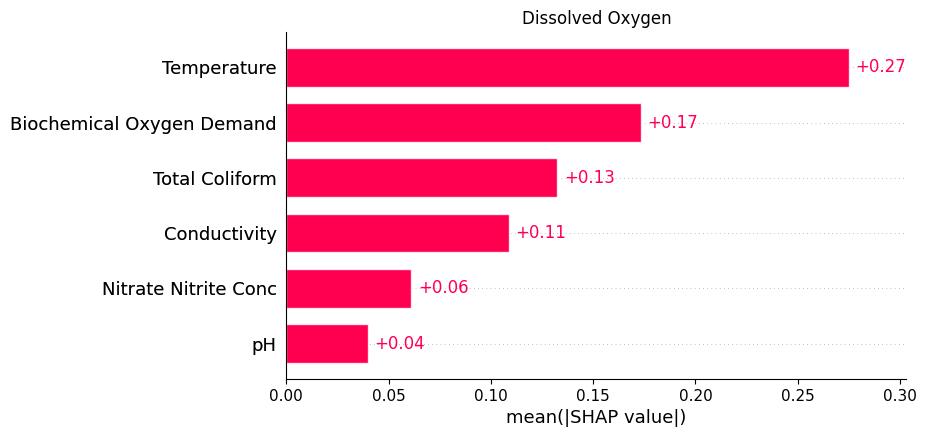 Dissolved Oxygen
Temperature +0.27
Biochemical Oxygen Demand +0.17
Total Coliform +0.13
Conductivity +0.11
Nitrate Nitrite Conc +0.06
pH +0.04
0.00 0.05 0.10 0.15 0.20 0.25 0.30
mean(|SHAP value|)